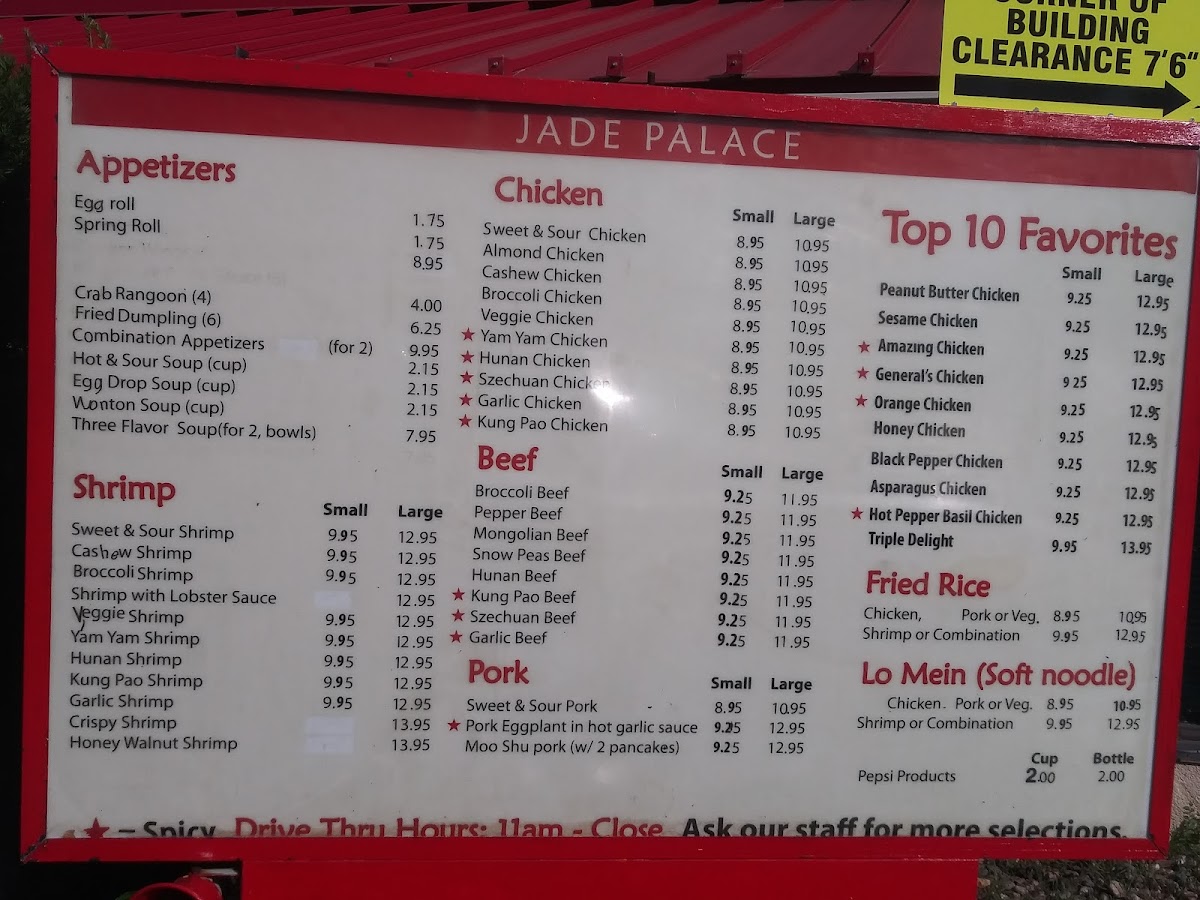 CORNER OF
BUILDING
CLEARANCE 7'6"
JADE PALACE
Appetizers
Egg roll 1.75
Spring Roll 1.75
8.95
Crab Rangoon (4) 4.00
Fried Dumpling (6) 6.25
Combination Appetizers (for 2) 9.95
Hot & Sour Soup (cup) 2.15
Egg Drop Soup (cup) 2.15
Wonton Soup (cup) 2.15
Three Flavor Soup(for 2, bowls) 7.95
Shrimp
Small Large
Sweet & Sour Shrimp 9.95 12.95
Cashew Shrimp 9.95 12.95
Broccoli Shrimp 9.95 12.95
Shrimp with Lobster Sauce 12.95
Veggie Shrimp 9.95 12.95
Yam Yam Shrimp 9.95 12.95
Hunan Shrimp 9.95 12.95
Kung Pao Shrimp 9.95 12.95
Garlic Shrimp 9.95 12.95
Crispy Shrimp 13.95
Honey Walnut Shrimp 13.95
Chicken
Small Large
Sweet & Sour Chicken 8.95 10.95
Almond Chicken 8.95 10.95
Cashew Chicken 8.95 10.95
Broccoli Chicken 8.95 10.95
Veggie Chicken 8.95 10.95
★ Yam Yam Chicken 8.95 10.95
★ Hunan Chicken 8.95 10.95
★ Szechuan Chicken 8.95 10.95
★ Garlic Chicken 8.95 10.95
★ Kung Pao Chicken 8.95 10.95
Beef
Small Large
Broccoli Beef 9.25 11.95
Pepper Beef 9.25 11.95
Mongolian Beef 9.25 11.95
Snow Peas Beef 9.25 11.95
Hunan Beef 9.25 11.95
★ Kung Pao Beef 9.25 11.95
★ Szechuan Beef 9.25 11.95
★ Garlic Beef 9.25 11.95
Pork
Small Large
Sweet & Sour Pork - 8.95 10.95
★ Pork Eggplant in hot garlic sauce 9.25 12.95
Moo Shu pork (w/ 2 pancakes) 9.25 12.95
Top 10 Favorites
Small Large
Peanut Butter Chicken 9.25 12.95
Sesame Chicken 9.25 12.95
★ Amazing Chicken 9.25 12.95
★ General's Chicken 9 25 12.95
★ Orange Chicken 9.25 12.95
Honey Chicken 9.25 12.95
Black Pepper Chicken 9.25 12.95
Asparagus Chicken 9.25 12.95
★ Hot Pepper Basil Chicken 9.25 12.95
Triple Delight 9.95 13.95
Fried Rice
Chicken, Pork or Veg. 8.95 10.95
Shrimp or Combination 9.95 12.95
Lo Mein (Soft noodle)
Chicken. Pork or Veg. 8.95 10.95
Shrimp or Combination 9.95 12.95
Cup Bottle
Pepsi Products 2.00 2.00
★ = Spicy Drive Thru Hours: 11am - Close Ask our staff for more selections.